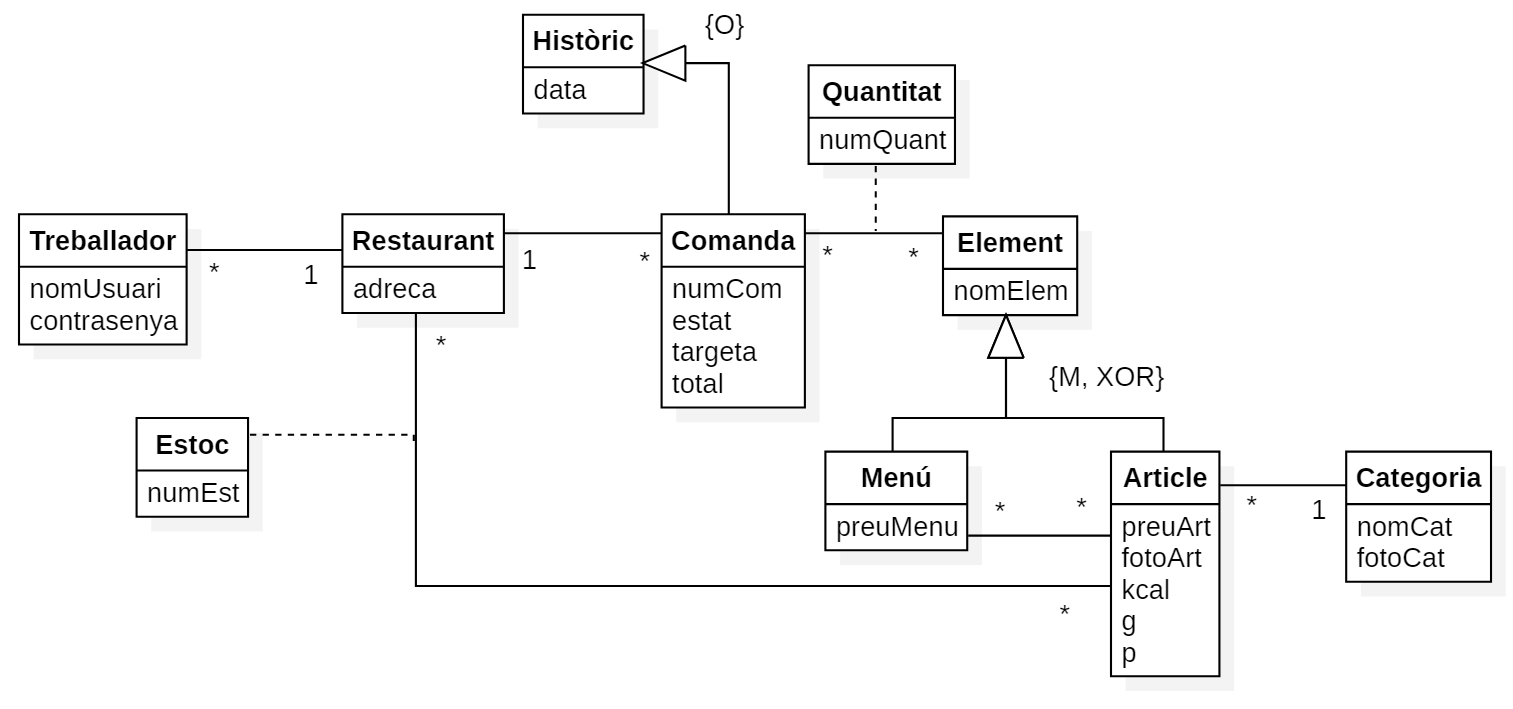 Històric
data
{O}
Quantitat
numQuant
Treballador
nomUsuari
contrasenya
*
1
Restaurant
adreca
1
*
Comanda
numCom
estat
targeta
total
*
*
Element
nomElem
*
{M, XOR}
Estoc
numEst
Menú
preuMenu
*
*
Article
preuArt
fotoArt
kcal
g
p
*
1
Categoria
nomCat
fotoCat
*